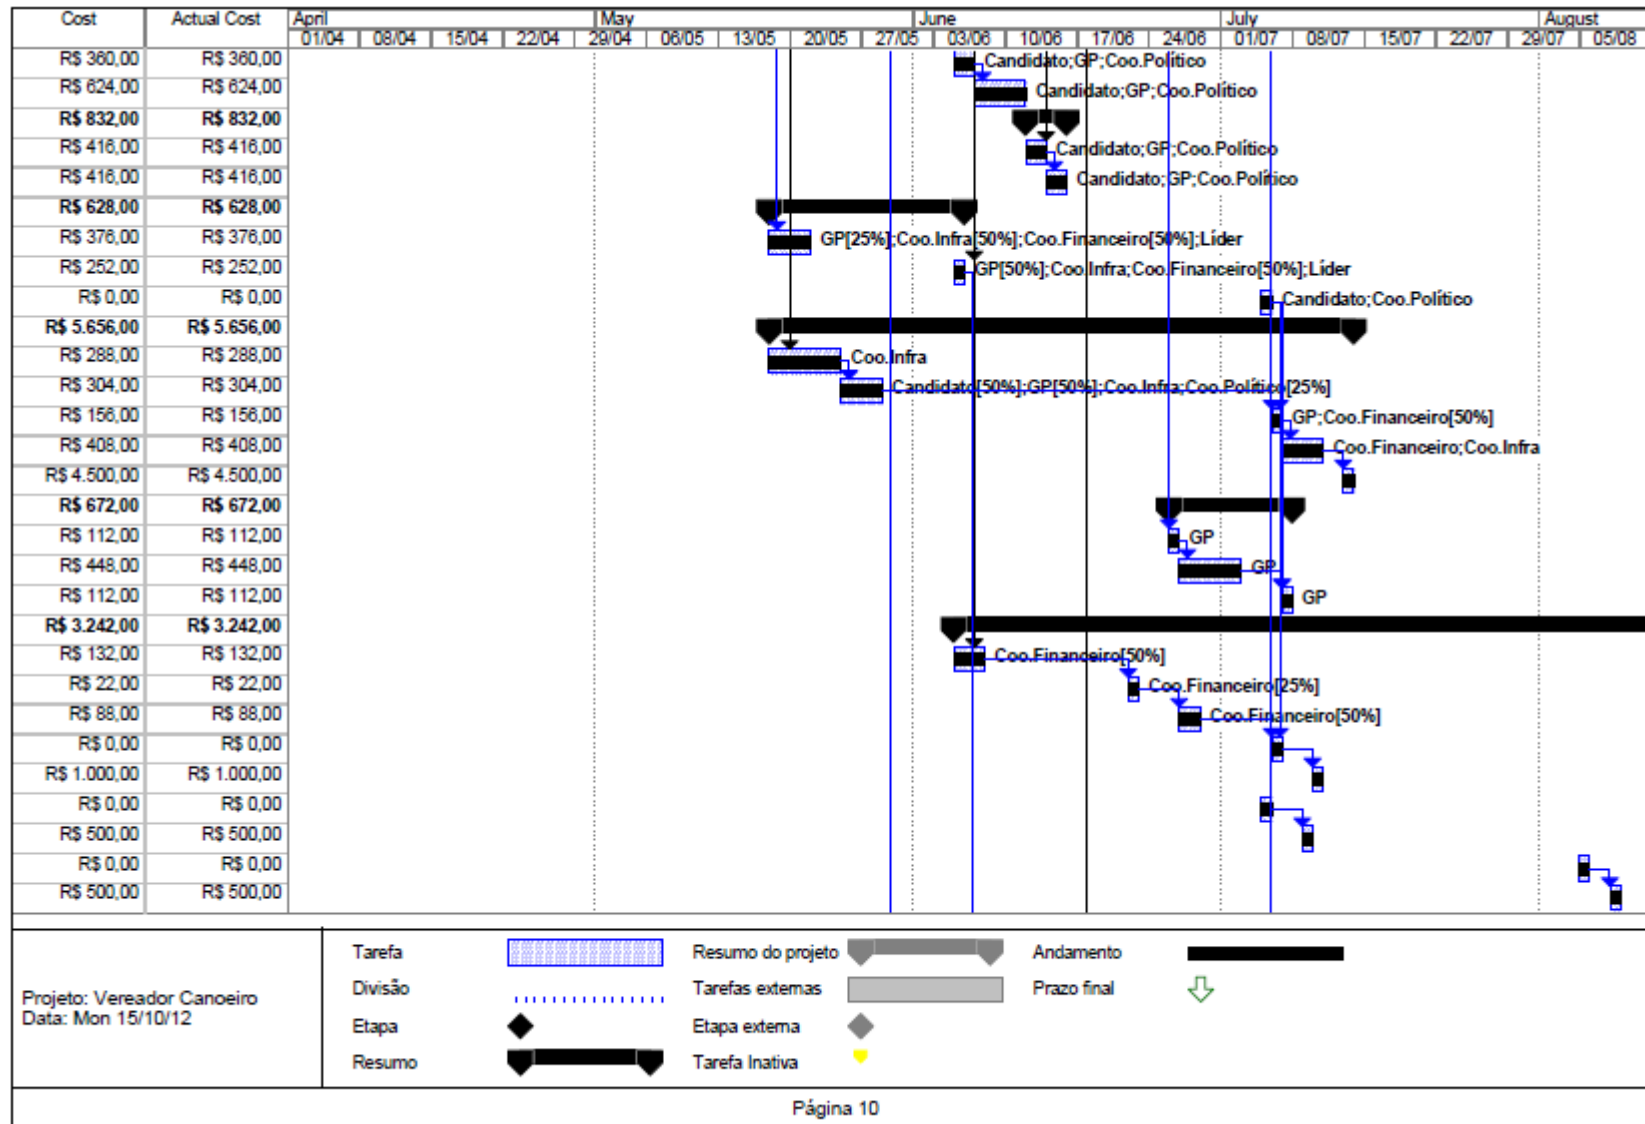 Cost Actual Cost April May June July August
01/04 08/04 15/04 22/04 29/04 06/05 13/05 20/05 27/05 03/06 10/06 17/06 24/06 01/07 08/07 15/07 22/07 29/07 05/08
R$ 360,00 R$ 360,00 Candidato;GP;Coo.Político
R$ 624,00 R$ 624,00 Candidato;GP;Coo.Político
R$ 832,00 R$ 832,00
R$ 416,00 R$ 416,00 Candidato;GP;Coo.Político
R$ 416,00 R$ 416,00 Candidato;GP;Coo.Político
R$ 628,00 R$ 628,00
R$ 376,00 R$ 376,00 GP[25%];Coo.Infra[50%];Coo.Financeiro[50%];Líder
R$ 252,00 R$ 252,00 GP[50%];Coo.Infra;Coo.Financeiro[50%];Líder
R$ 0,00 R$ 0,00 Candidato;Coo.Político
R$ 5.656,00 R$ 5.656,00
R$ 288,00 R$ 288,00 Coo.Infra
R$ 304,00 R$ 304,00 Candidato[50%];GP[50%];Coo.Infra;Coo.Político[25%]
R$ 156,00 R$ 156,00 GP;Coo.Financeiro[50%]
R$ 408,00 R$ 408,00 Coo.Financeiro;Coo.Infra
R$ 4.500,00 R$ 4.500,00
R$ 672,00 R$ 672,00
R$ 112,00 R$ 112,00 GP
R$ 448,00 R$ 448,00 GP
R$ 112,00 R$ 112,00 GP
R$ 3.242,00 R$ 3.242,00
R$ 132,00 R$ 132,00 Coo.Financeiro[50%]
R$ 22,00 R$ 22,00 Coo.Financeiro[25%]
R$ 88,00 R$ 88,00 Coo.Financeiro[50%]
R$ 0,00 R$ 0,00
R$ 1.000,00 R$ 1.000,00
R$ 0,00 R$ 0,00
R$ 500,00 R$ 500,00
R$ 0,00 R$ 0,00
R$ 500,00 R$ 500,00
Projeto: Vereador Canoeiro
Data: Mon 15/10/12
Tarefa Resumo do projeto Andamento
Divisão Tarefas externas Prazo final
Etapa Etapa externa
Resumo Tarefa Inativa
Página 10